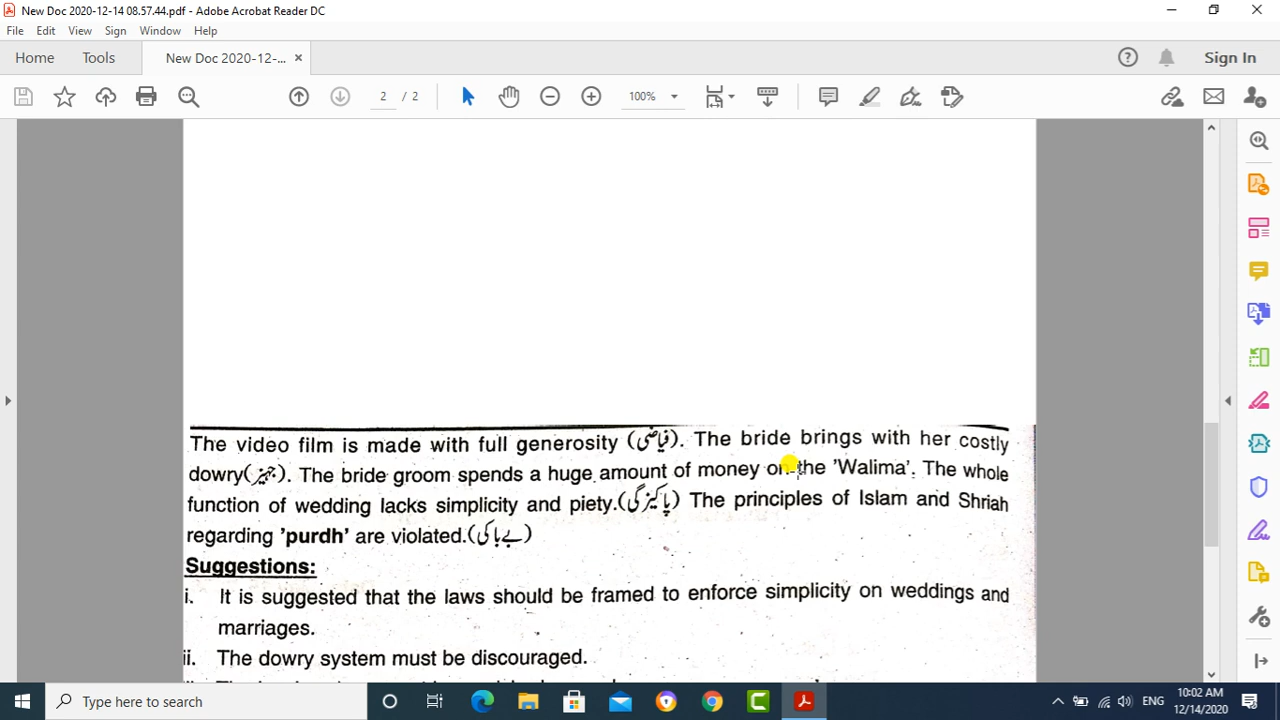 New Doc 2020-12-14 08.57.44.pdf - Adobe Acrobat Reader DC
File Edit View Sign Window Help
Home Tools New Doc 2020-12-... × Sign In
2 / 2 100%
The video film is made with full generosity (فیاضی). The bride brings with her costly
dowry(جہیز). The bride groom spends a huge amount of money on the 'Walima'. The whole
function of wedding lacks simplicity and piety.(پاکیزگی) The principles of Islam and Shriah
regarding 'purdh' are violated.(بے باکی)
Suggestions:
i. It is suggested that the laws should be framed to enforce simplicity on weddings and
marriages.
ii. The dowry system must be discouraged.
Type here to search
ENG
10:02 AM
12/14/2020